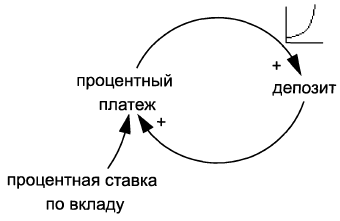 +
процентный
платеж
депозит
+
процентная ставка
по вкладу